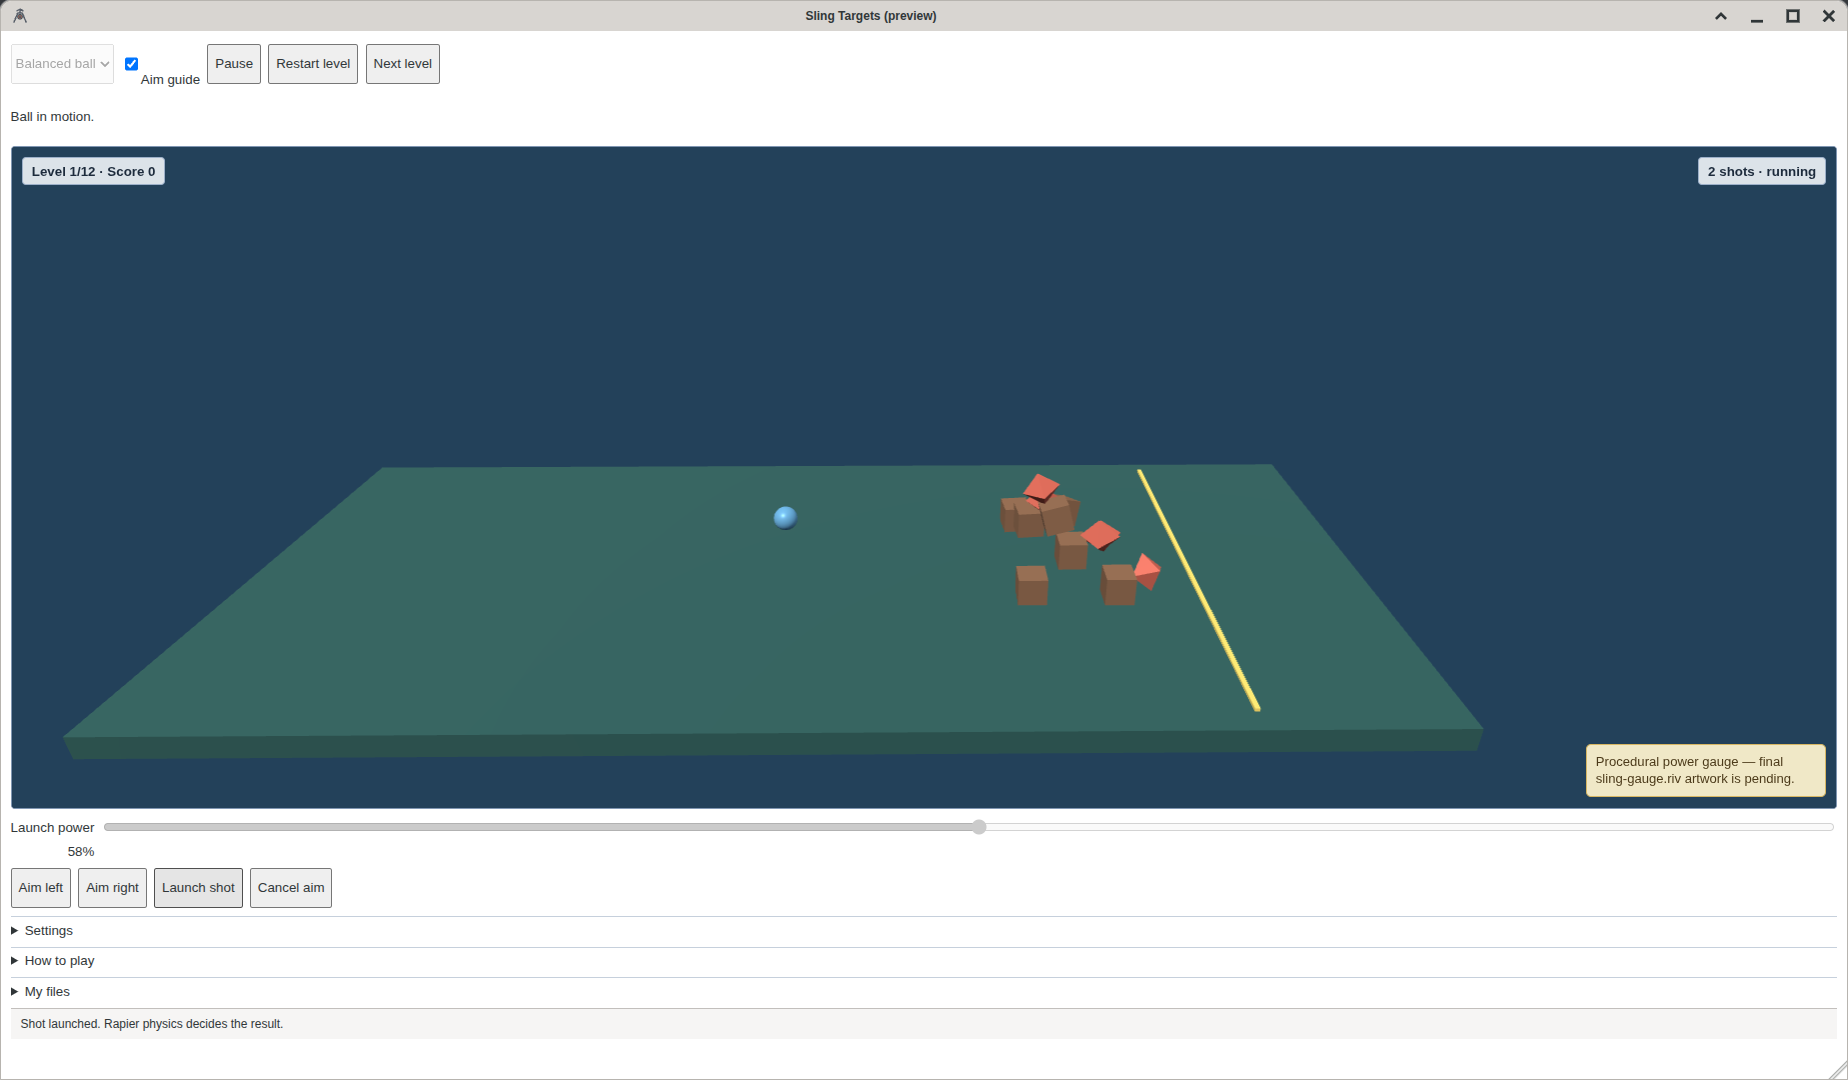 Sling Targets (preview)
Balanced ball
Aim guide
Pause
Restart level
Next level
Ball in motion.
Level 1/12 · Score 0
2 shots · running
Procedural power gauge — final
sling-gauge.riv artwork is pending.
Launch power
58%
Aim left
Aim right
Launch shot
Cancel aim
Settings
How to play
My files
Shot launched. Rapier physics decides the result.